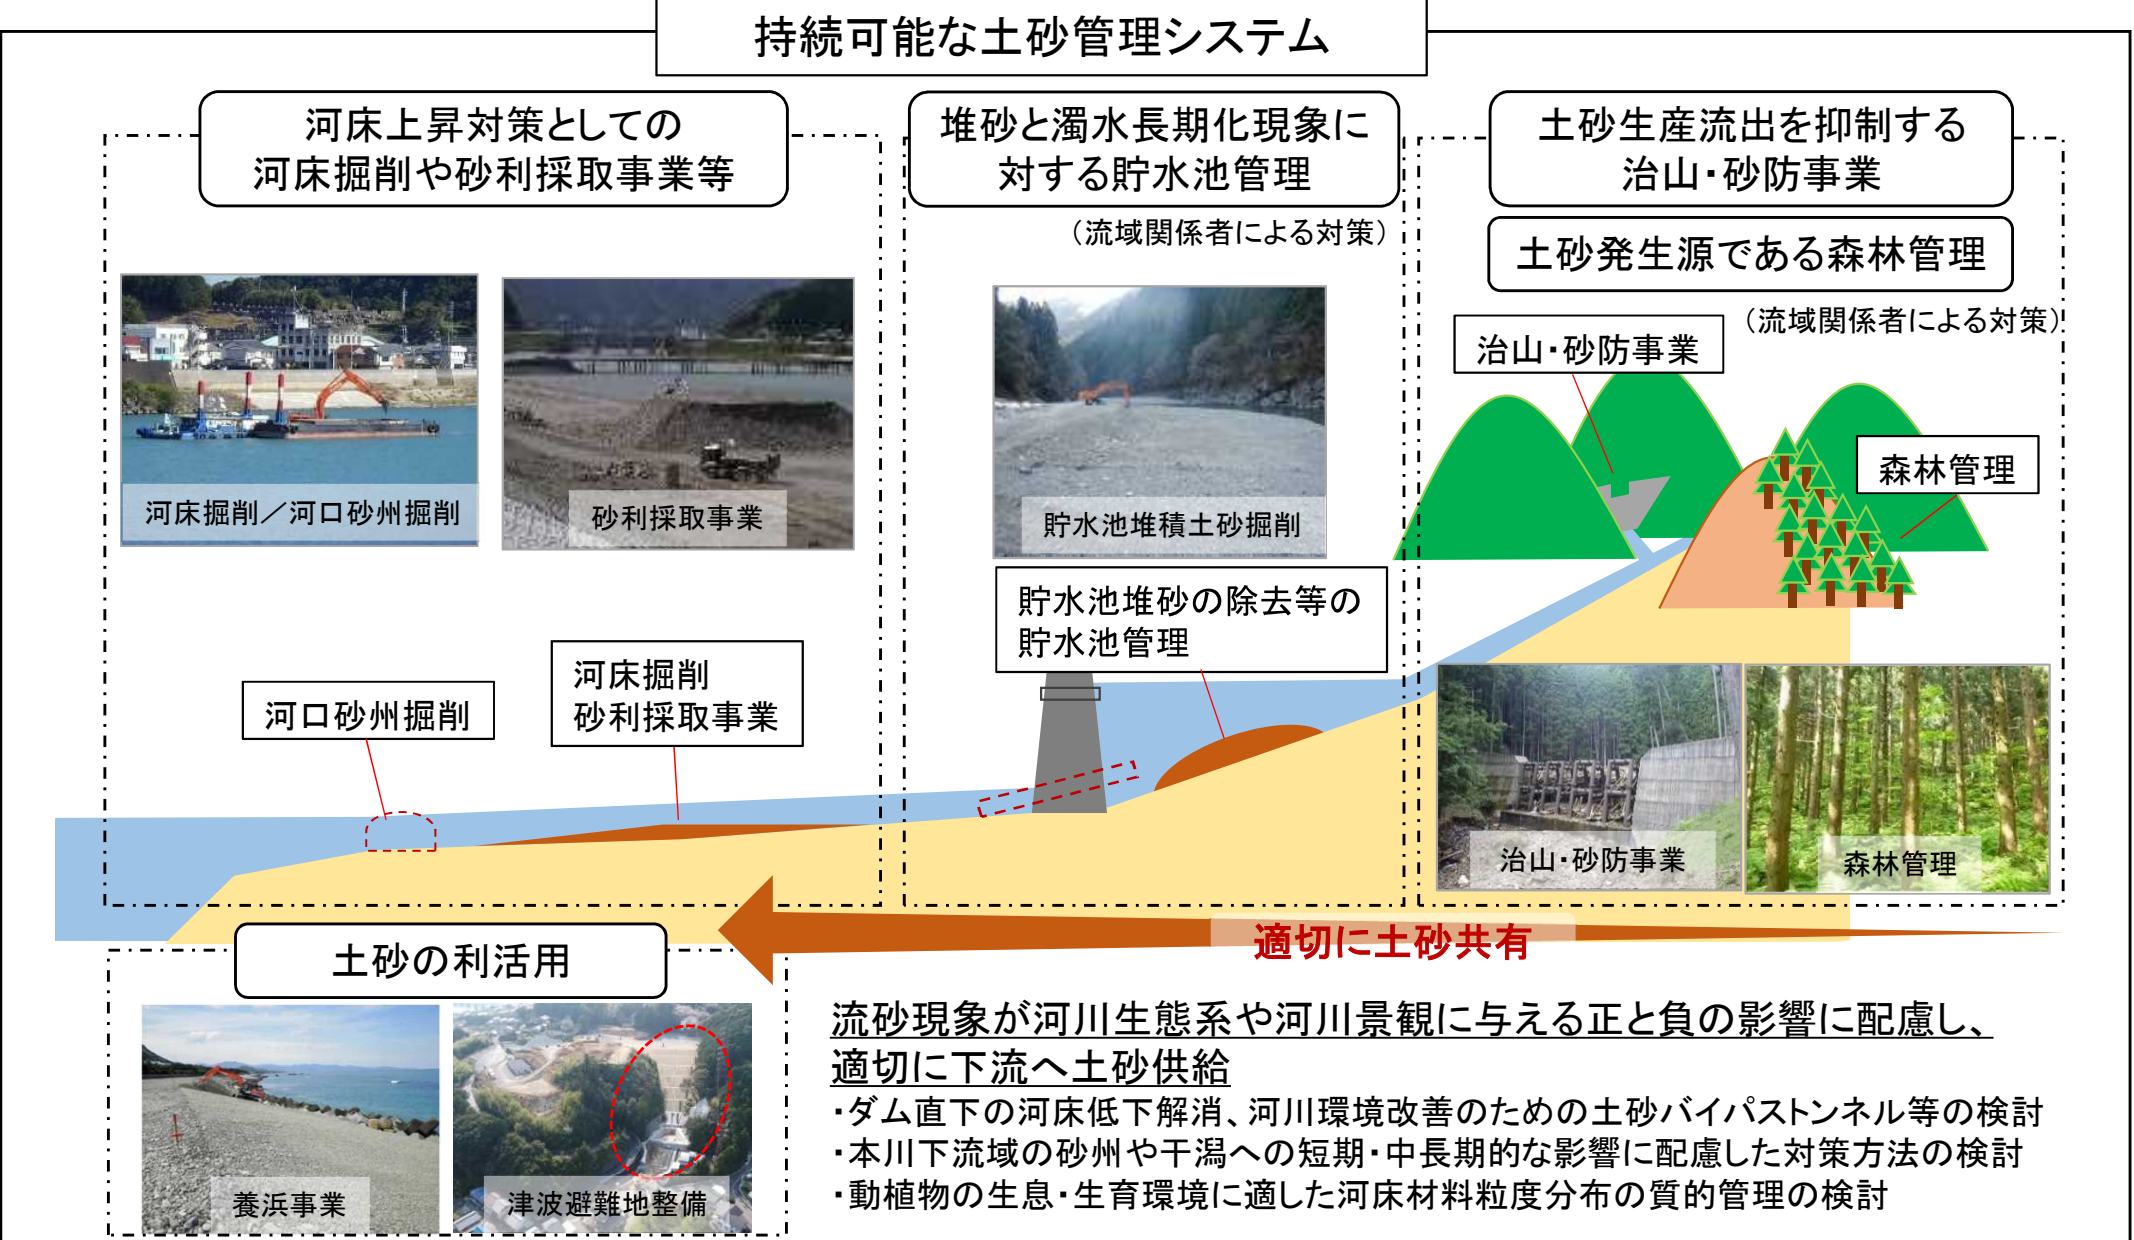 持続可能な土砂管理システム
河床上昇対策としての
河床掘削や砂利採取事業等
堆砂と濁水長期化現象に
対する貯水池管理
（流域関係者による対策）
土砂生産流出を抑制する
治山・砂防事業
土砂発生源である森林管理
（流域関係者による対策）
河床掘削／河口砂州掘削
砂利採取事業
貯水池堆積土砂掘削
治山・砂防事業
森林管理
貯水池堆砂の除去等の
貯水池管理
河口砂州掘削
河床掘削
砂利採取事業
治山・砂防事業
森林管理
適切に土砂共有
土砂の利活用
養浜事業
津波避難地整備
流砂現象が河川生態系や河川景観に与える正と負の影響に配慮し、
適切に下流へ土砂供給
・ダム直下の河床低下解消、河川環境改善のための土砂バイパストンネル等の検討
・本川下流域の砂州や干潟への短期・中長期的な影響に配慮した対策方法の検討
・動植物の生息・生育環境に適した河床材料粒度分布の質的管理の検討